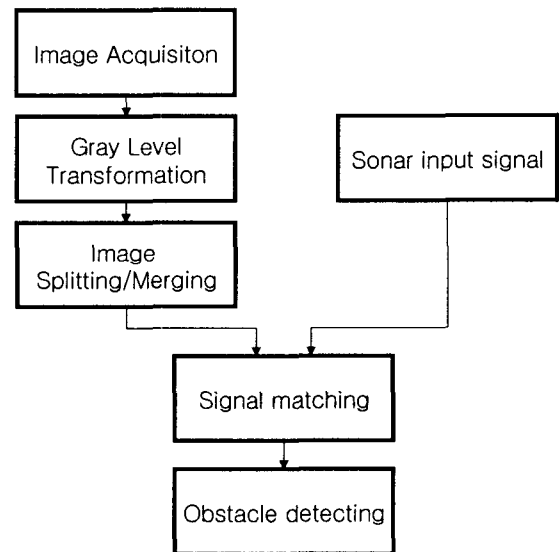 Image Acquisiton
Gray Level
Transformation
Sonar input signal
Image
Splitting/Merging
Signal matching
Obstacle detecting